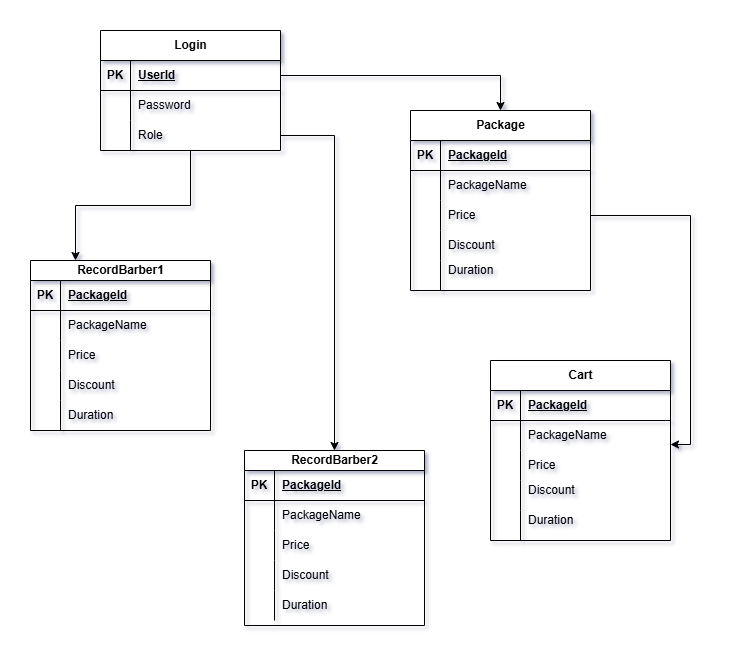 Login
PK UserId
Password
Role
Package
PK PackageId
PackageName
Price
Discount
Duration
RecordBarber1
PK PackageId
PackageName
Price
Discount
Duration
Cart
PK PackageId
PackageName
Price
Discount
Duration
RecordBarber2
PK PackageId
PackageName
Price
Discount
Duration